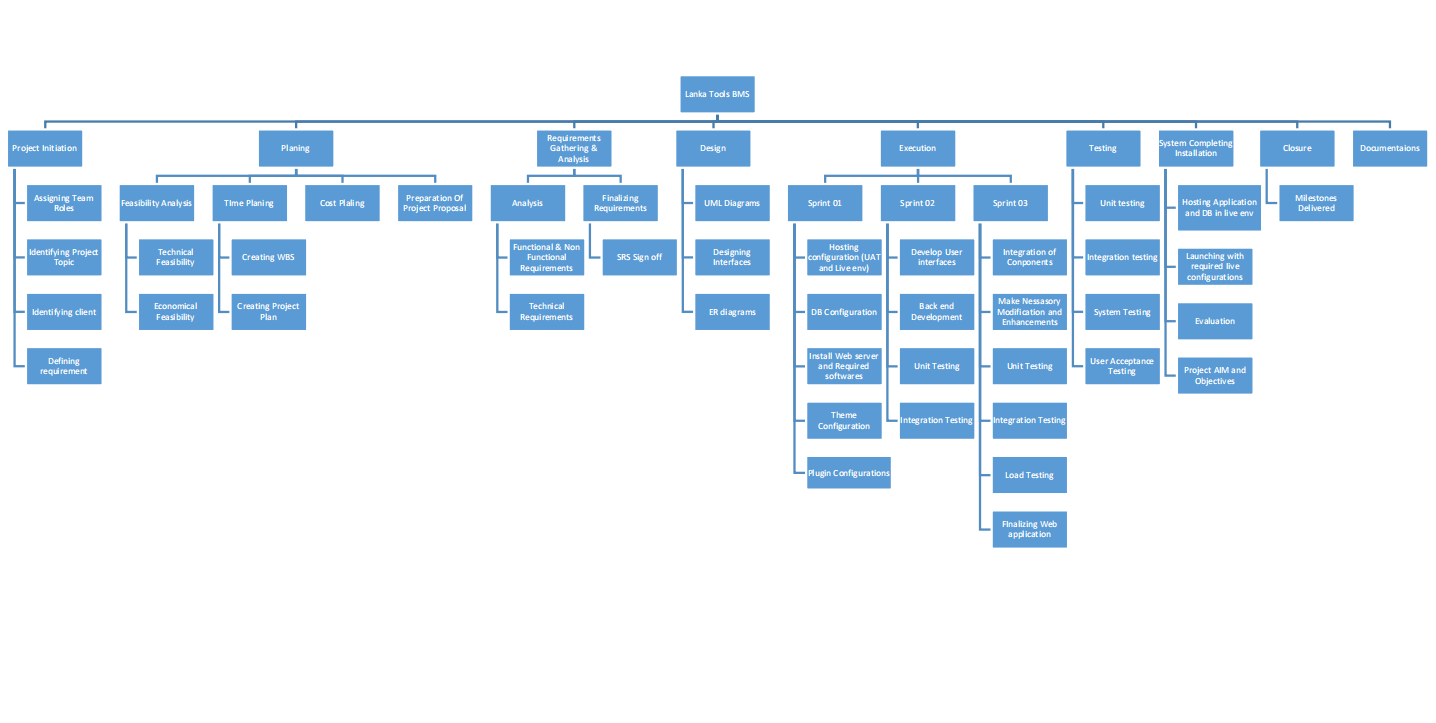 Lanka Tools BMS
Project Initiation
Planing
Requirements
Gathering &
Analysis
Design
Execution
Testing
System Completing
Installation
Closure
Documentaions
Assigning Team
Roles
Identifying Project
Topic
Identifying client
Defining
requirement
Feasibility Analysis
Technical
Feasibility
Economical
Feasibility
TIme Planing
Creating WBS
Creating Project
Plan
Cost Plaling
Preparation Of
Project Proposal
Analysis
Functional & Non
Functional
Requirements
Technical
Requirements
Finalizing
Requirements
SRS Sign off
UML Diagrams
Designing
Interfaces
ER diagrams
Sprint 01
Hosting
configuration (UAT
and Live env)
DB Configuration
Install Web server
and Required
softwares
Theme
Configuration
Plugin Configurations
Sprint 02
Develop User
interfaces
Back end
Development
Unit Testing
Integration Testing
Sprint 03
Integration of
Conponents
Make Nessasory
Modification and
Enhancements
Unit Testing
Integration Testing
Load Testing
FInalizing Web
application
Unit testing
Integration testing
System Testing
User Acceptance
Testing
Hosting Application
and DB in live env
Launching with
required live
configurations
Evaluation
Project AIM and
Objectives
Milestones
Delivered